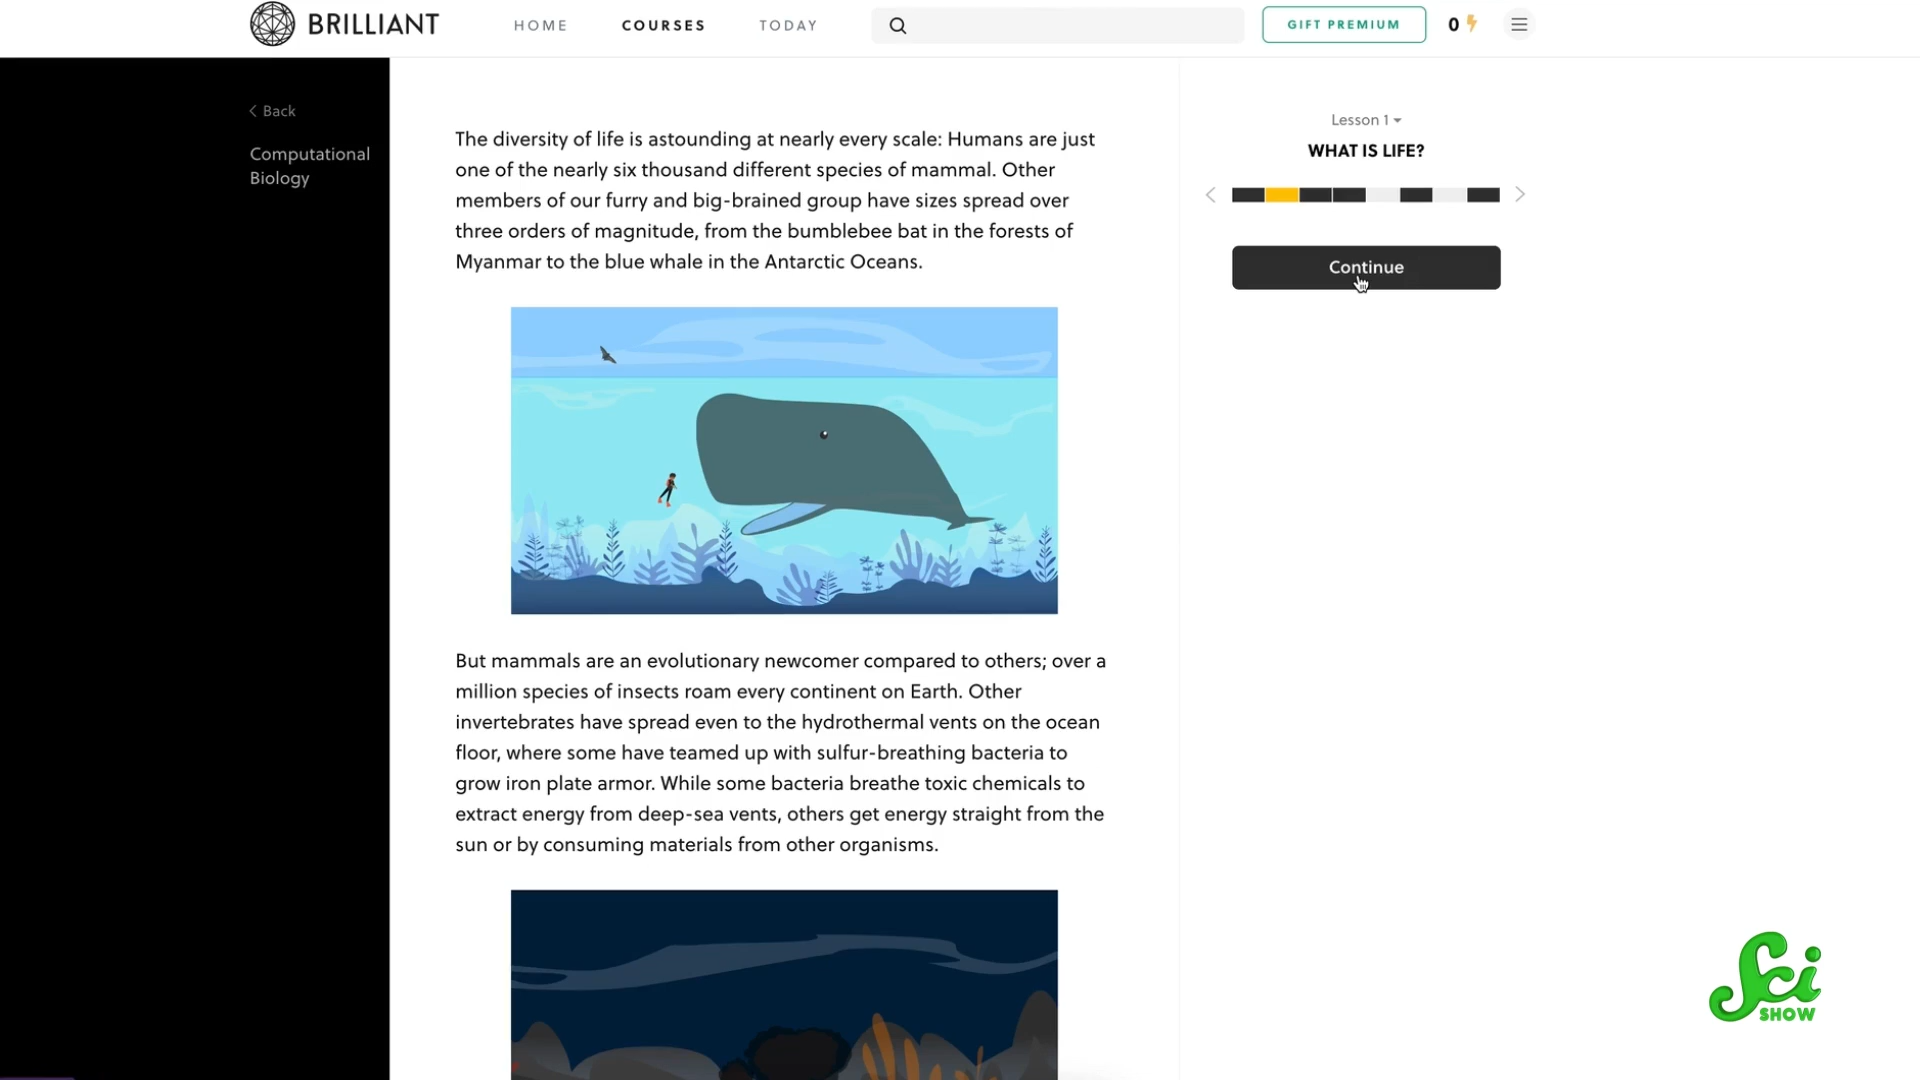 BRILLIANT
HOME COURSES TODAY
GIFT PREMIUM
0
Back
Computational
Biology
The diversity of life is astounding at nearly every scale: Humans are just
one of the nearly six thousand different species of mammal. Other
members of our furry and big-brained group have sizes spread over
three orders of magnitude, from the bumblebee bat in the forests of
Myanmar to the blue whale in the Antarctic Oceans.
But mammals are an evolutionary newcomer compared to others; over a
million species of insects roam every continent on Earth. Other
invertebrates have spread even to the hydrothermal vents on the ocean
floor, where some have teamed up with sulfur-breathing bacteria to
grow iron plate armor. While some bacteria breathe toxic chemicals to
extract energy from deep-sea vents, others get energy straight from the
sun or by consuming materials from other organisms.
Lesson 1
WHAT IS LIFE?
Continue
Sci
SHOW